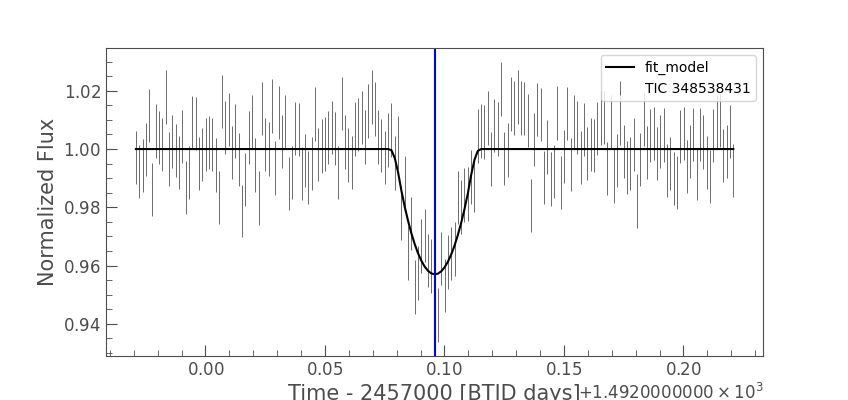 fit_model
TIC 348538431
1.02
1.00
0.98
0.96
0.94
Normalized Flux
0.00 0.05 0.10 0.15 0.20
Time - 2457000 [BTJD days]
+1.4920000000 × 10³